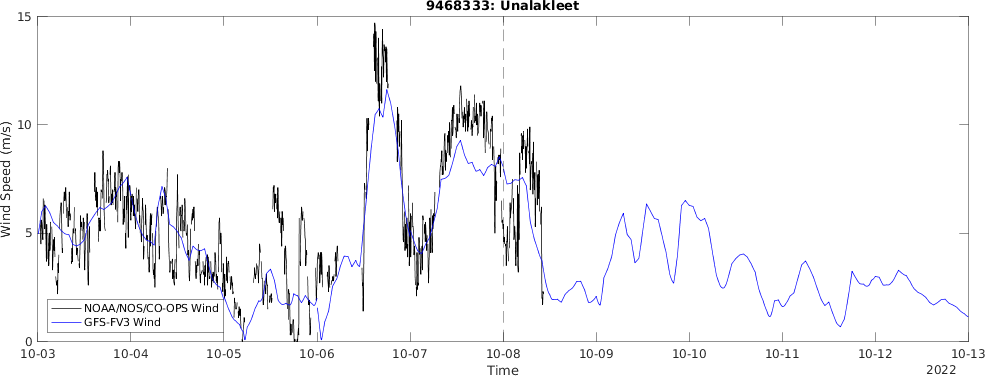 9468333: Unalakleet
15
10
5
0
Wind Speed (m/s)
NOAA/NOS/CO-OPS Wind
GFS-FV3 Wind
10-03 10-04 10-05 10-06 10-07 10-08 10-09 10-10 10-11 10-12 10-13
Time
2022